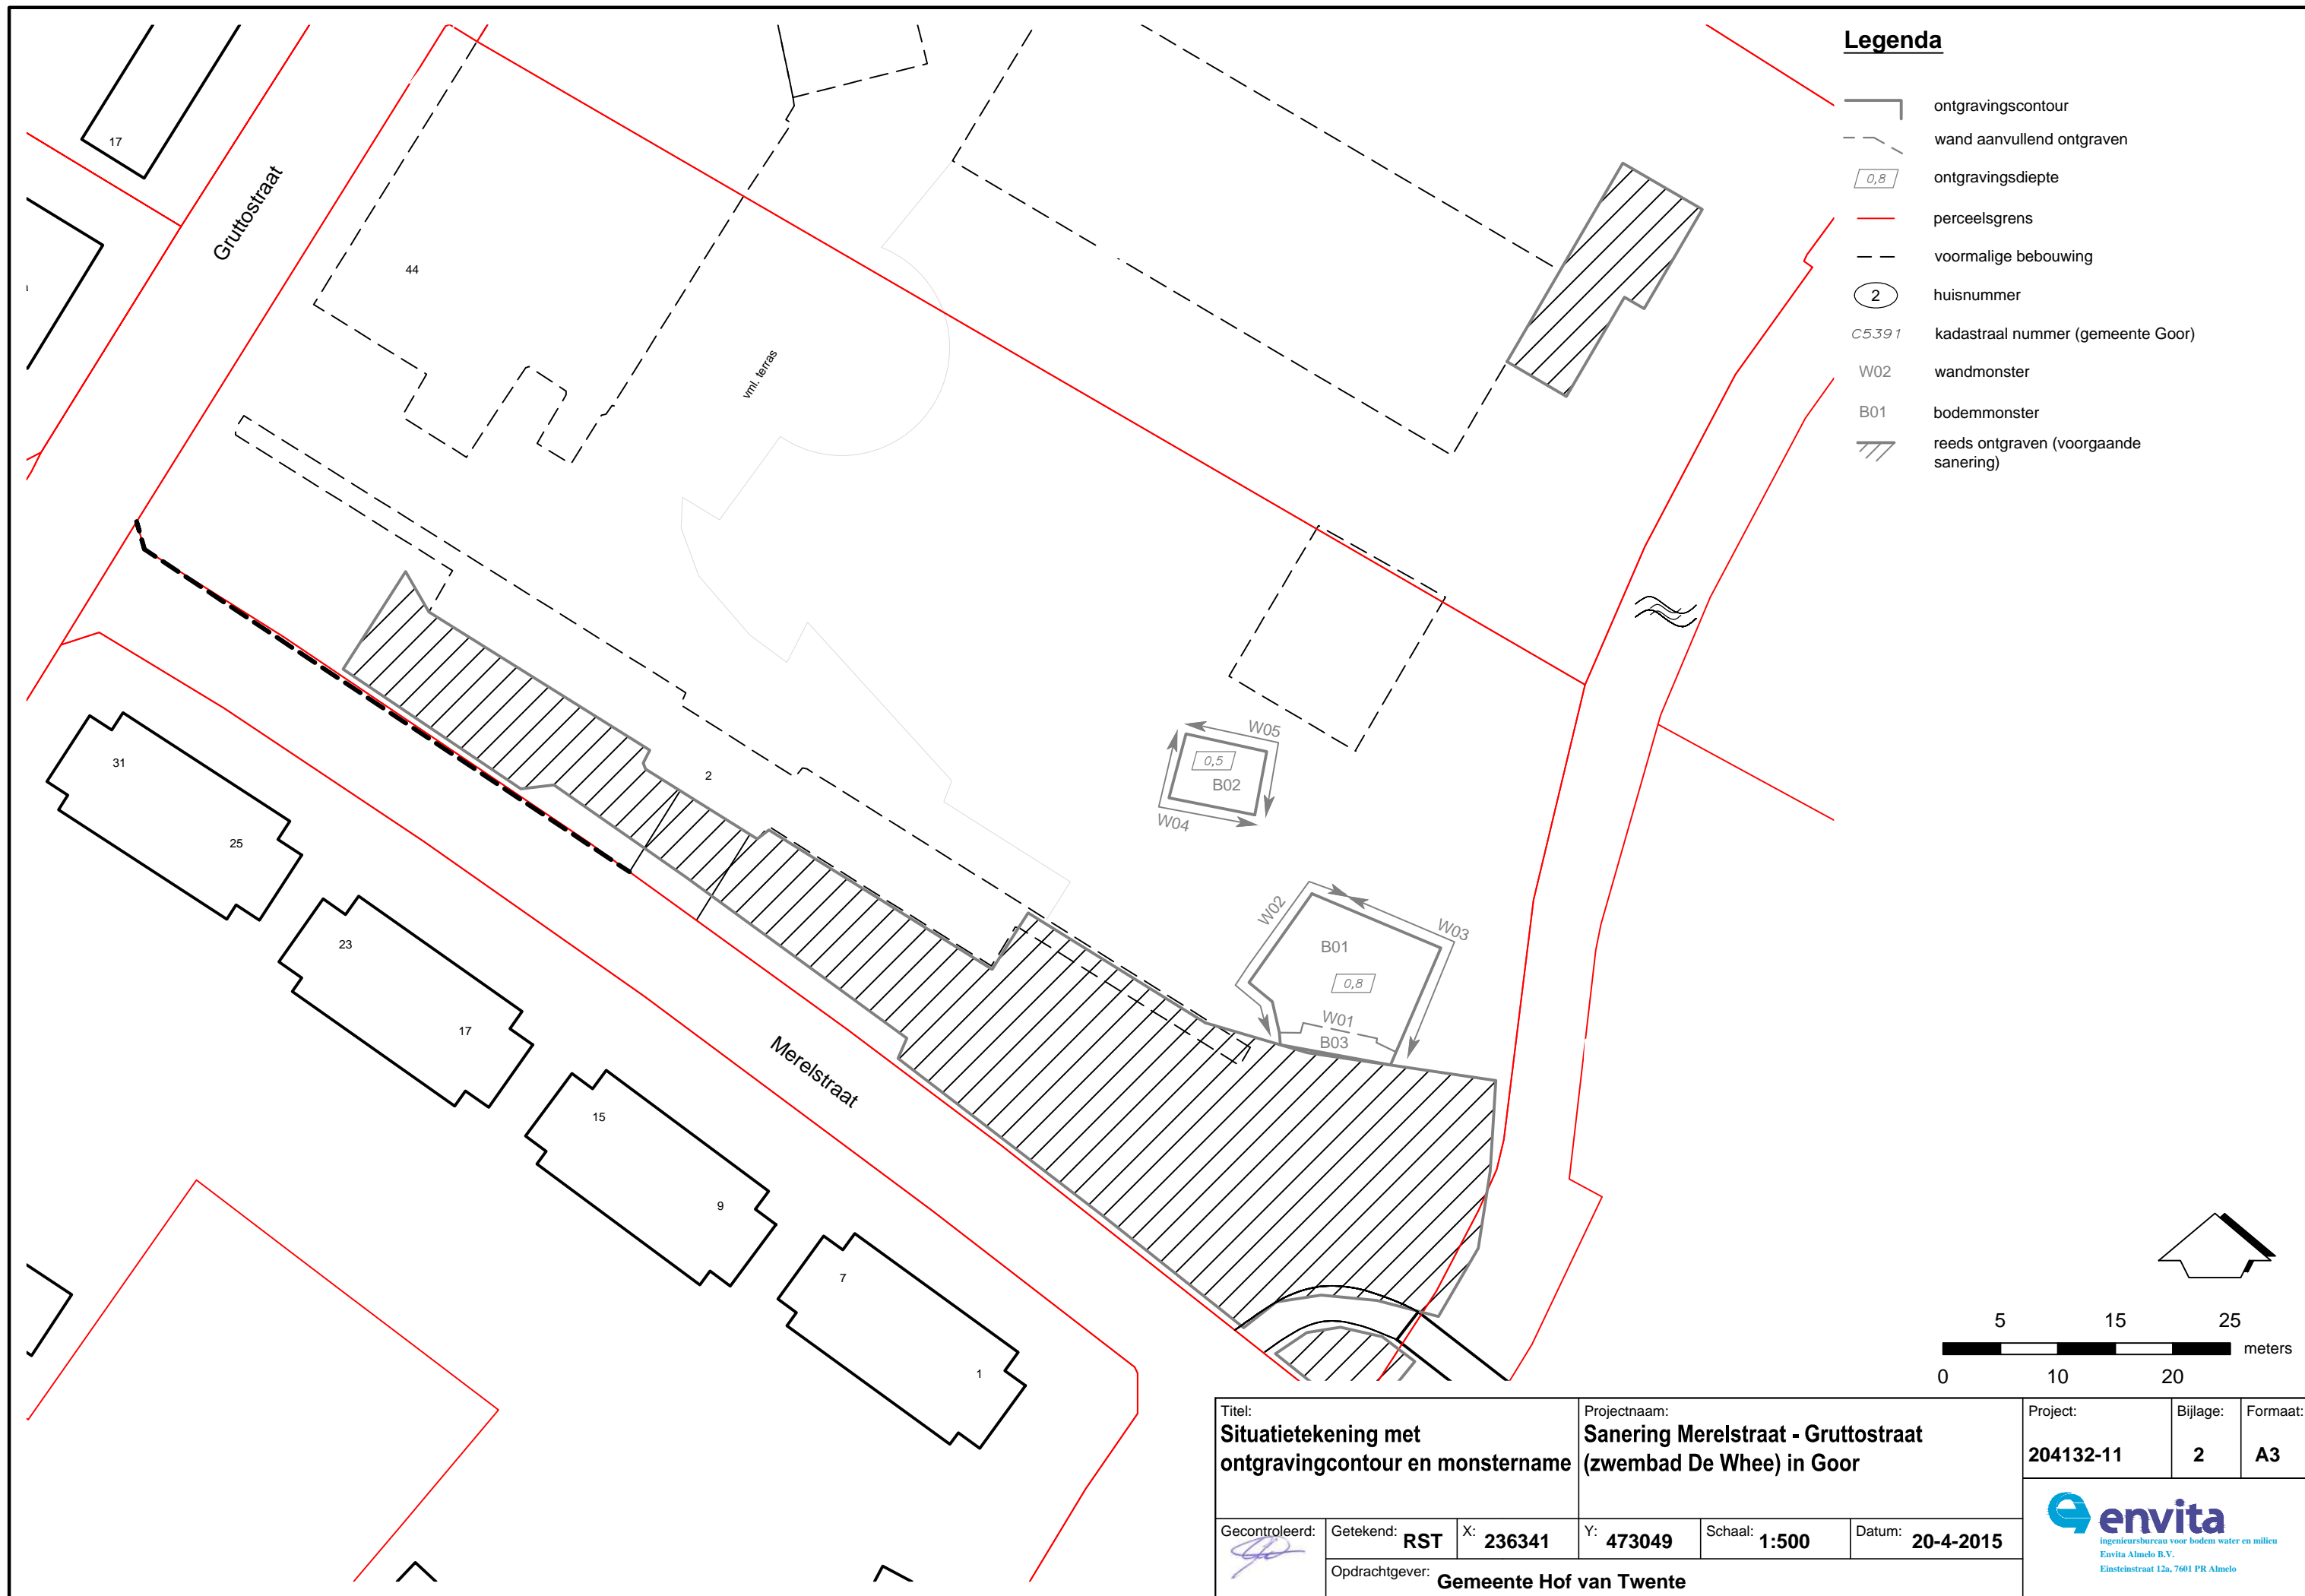 Legenda
ontgravingscontour
wand aanvullend ontgraven
0,8 ontgravingsdiepte
perceelsgrens
voormalige bebouwing
2 huisnummer
C5391 kadastraal nummer (gemeente Goor)
W02 wandmonster
B01 bodemmonster
reeds ontgraven (voorgaande
sanering)
17
Gruttostraat
44
vml. terras
W05
0,5
B02
W04
2
31
25
W02
W03
B01
0,8
W01
B03
23
17
Merelstraat
15
9
7
1
5 15 25
meters
0 10 20
Titel:
Situatietekening met
ontgravingcontour en monstername
Projectnaam:
Sanering Merelstraat - Gruttostraat
(zwembad De Whee) in Goor
Project:
204132-11
Bijlage:
2
Formaat:
A3
Gecontroleerd:
Getekend: RST
X: 236341
Y: 473049
Schaal: 1:500
Datum: 20-4-2015
Opdrachtgever: Gemeente Hof van Twente
envita
ingenieursbureau voor bodem water en milieu
Envita Almelo B.V.
Einsteinstraat 12a, 7601 PR Almelo